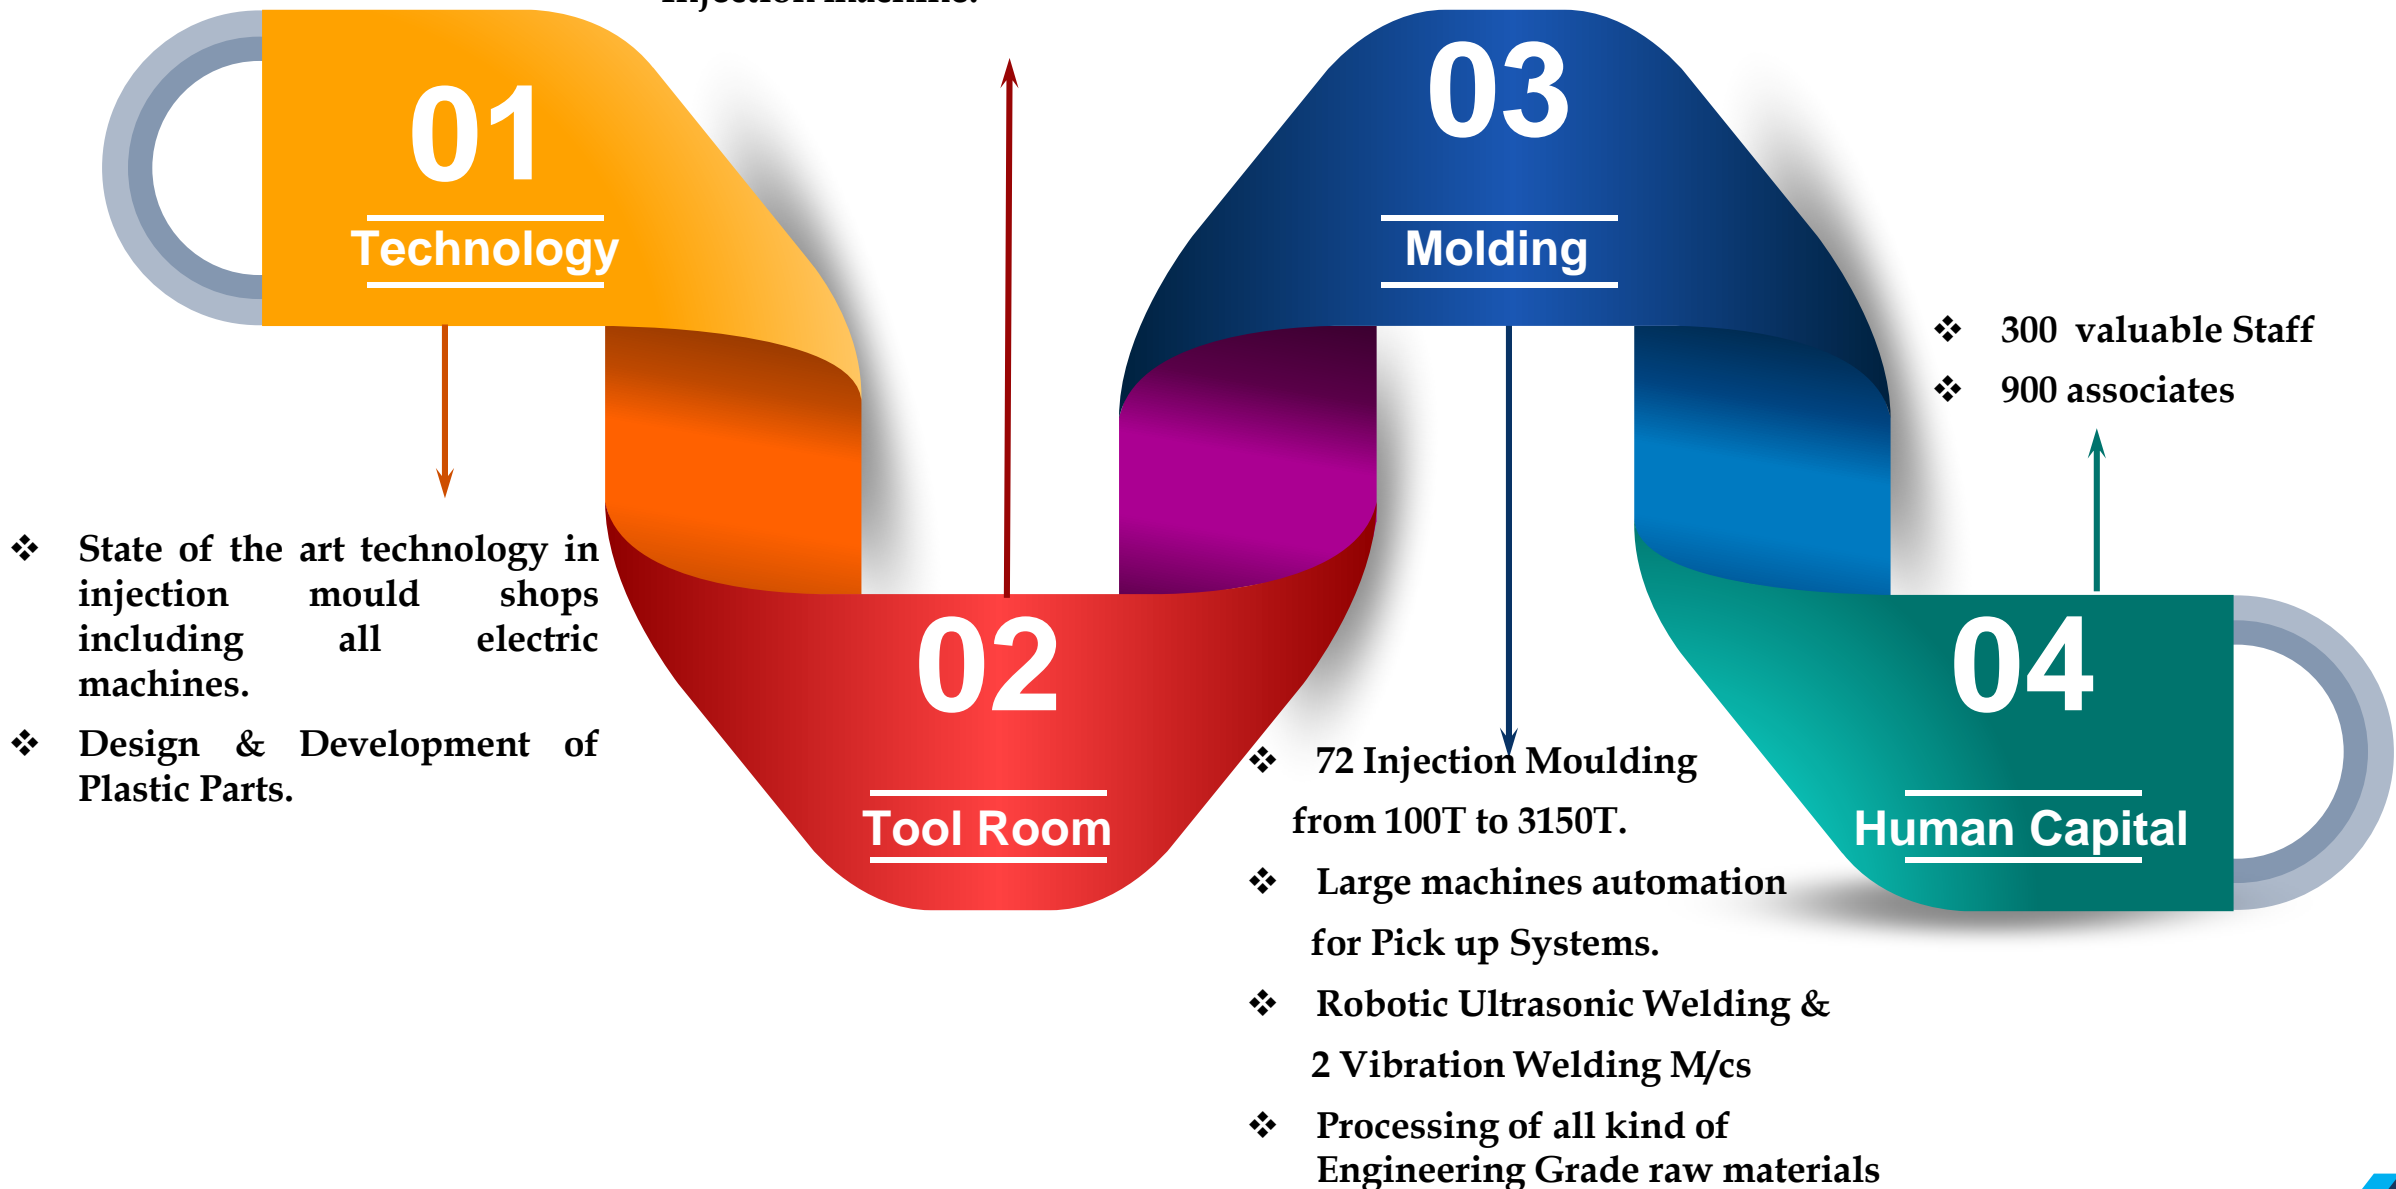 Injection machine.
01
Technology
03
Molding
❖ 300 valuable Staff
❖ 900 associates
❖ State of the art technology in
injection mould shops
including all electric
machines.
❖ Design & Development of
Plastic Parts.
02
Tool Room
04
Human Capital
❖ 72 Injection Moulding
from 100T to 3150T.
❖ Large machines automation
for Pick up Systems.
❖ Robotic Ultrasonic Welding &
2 Vibration Welding M/cs
❖ Processing of all kind of
Engineering Grade raw materials